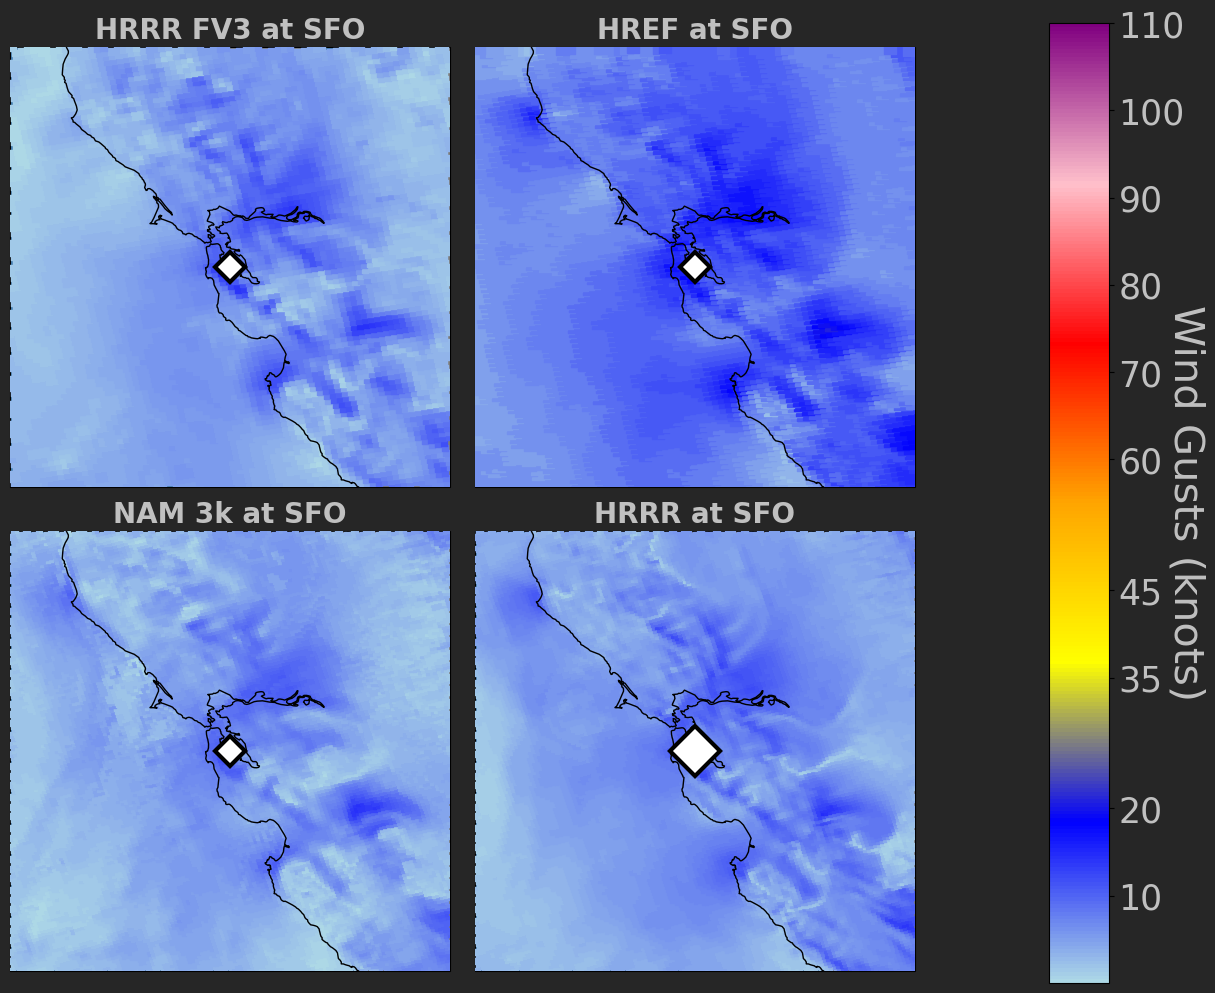 HRRR FV3 at SFO
HREF at SFO
NAM 3k at SFO
HRRR at SFO
110
100
90
80
70
60
45
35
20
10
Wind Gusts (knots)